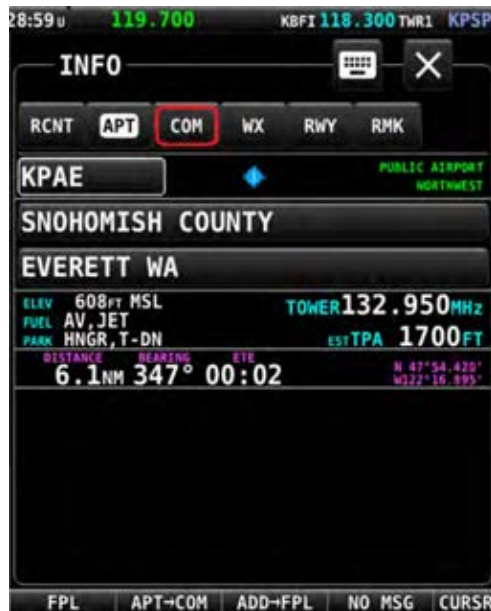 28:59U 119.700 KBFI 118.300 TWR1 KPSP
INFO
RCNT APT COM WX RWY RMK
KPAE PUBLIC AIRPORT
NORTHWEST
SNOHOMISH COUNTY
EVERETT WA
ELEV 608FT MSL TOWER 132.950MHz
FUEL AV,JET
PARK HNGR,T-DN EST TPA 1700FT
DISTANCE BEARING ETE N 47°54.420'
6.1NM 347° 00:02 W122°16.895'
FPL APT→COM ADD→FPL NO MSG CURSR